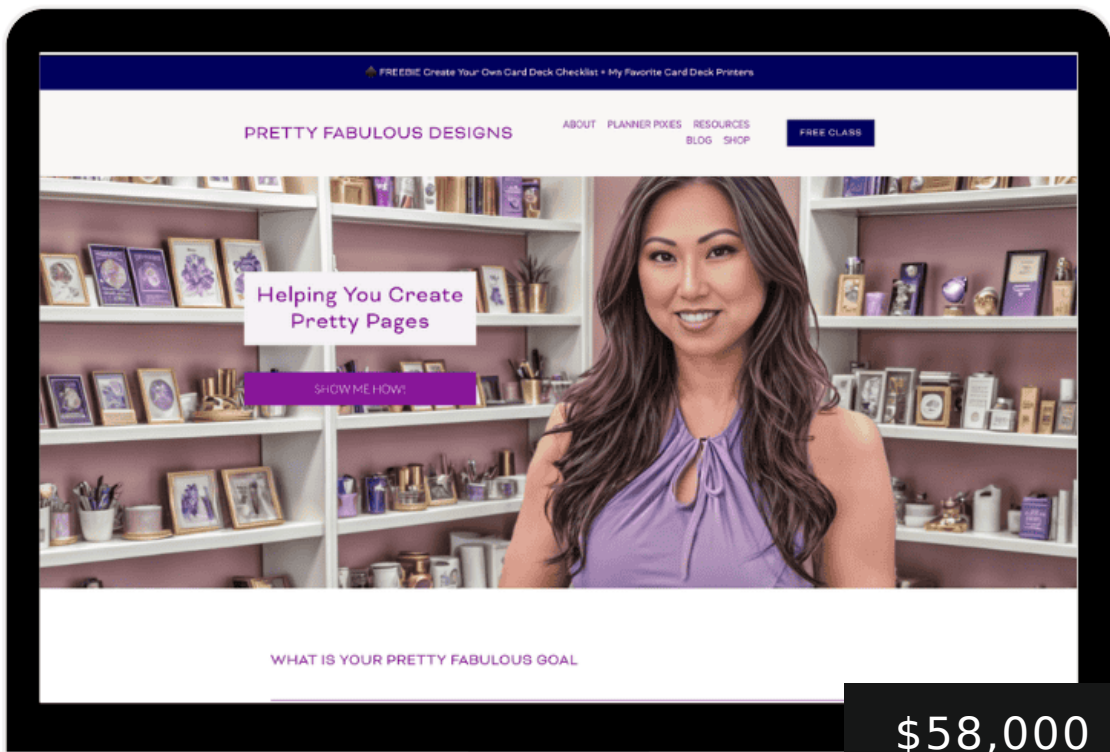 FREEBIE Create Your Own Card Deck Checklist + My Favorite Card Deck Printers
PRETTY FABULOUS DESIGNS
ABOUT PLANNER PIXIES RESOURCES
BLOG SHOP
FREE CLASS
Helping You Create
Pretty Pages
SHOW ME HOW!
WHAT IS YOUR PRETTY FABULOUS GOAL
$58,000